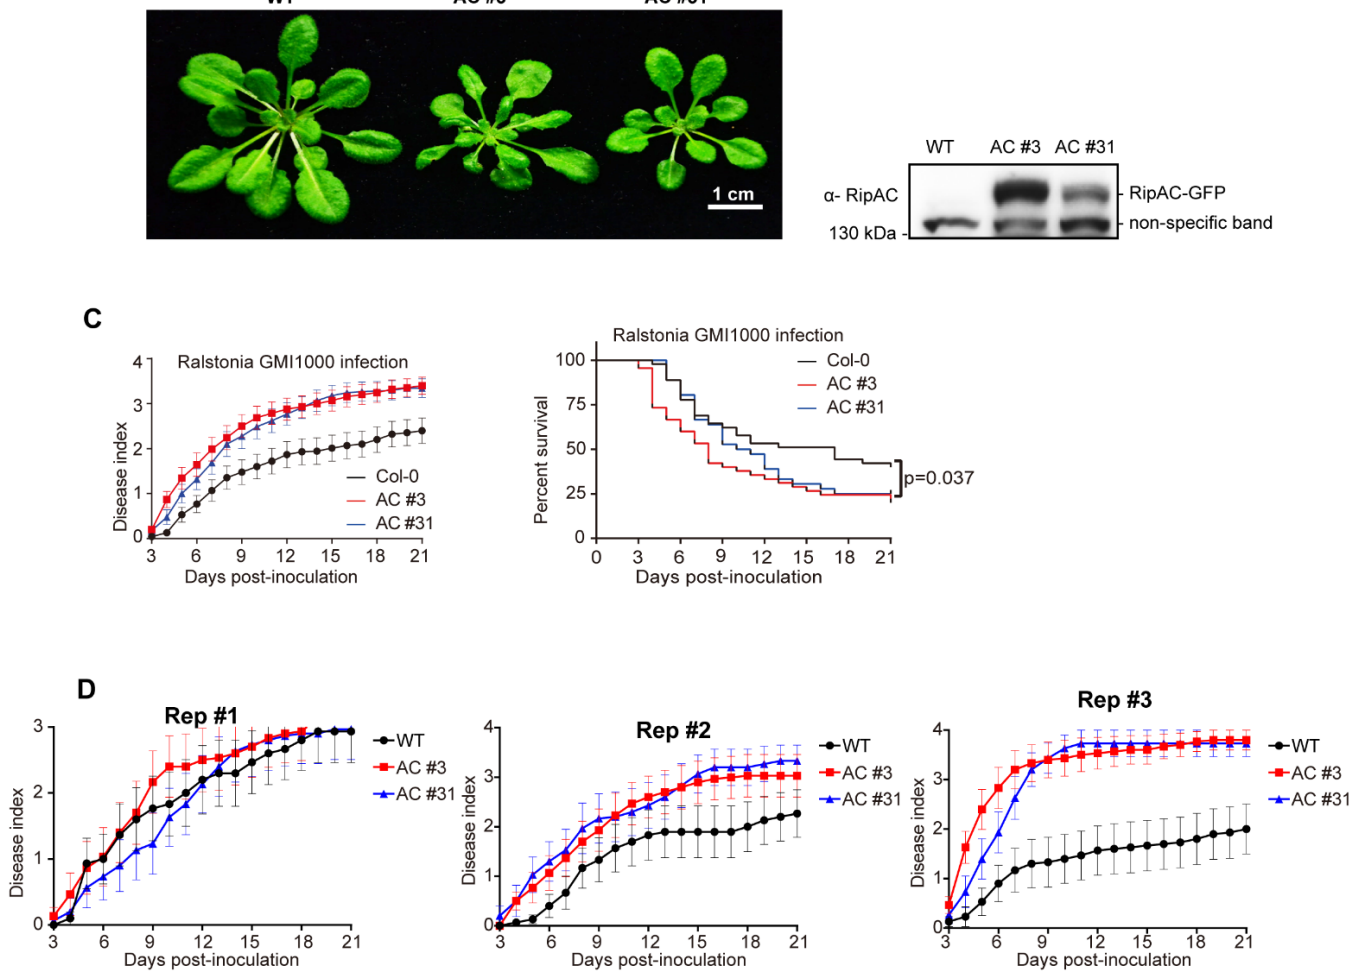 WT AC #3 AC #31
1 cm
WT AC #3 AC #31
α- RipAC
RipAC-GFP
non-specific band
130 kDa
C
Ralstonia GMI1000 infection
Disease index
4
3
2
1
0
3 6 9 12 15 18 21
Days post-inoculation
Col-0
AC #3
AC #31
Ralstonia GMI1000 infection
Percent survival
100
75
50
25
0
0 3 6 9 12 15 18 21
Days post-inoculation
Col-0
AC #3
AC #31
p=0.037
D
Rep #1
Disease index
3
2
1
0
3 6 9 12 15 18 21
Days post-inoculation
WT
AC #3
AC #31
Rep #2
Disease index
4
3
2
1
0
3 6 9 12 15 18 21
Days post-inoculation
WT
AC #3
AC #31
Rep #3
Disease index
4
3
2
1
0
3 6 9 12 15 18 21
Days post-inoculation
WT
AC #3
AC #31